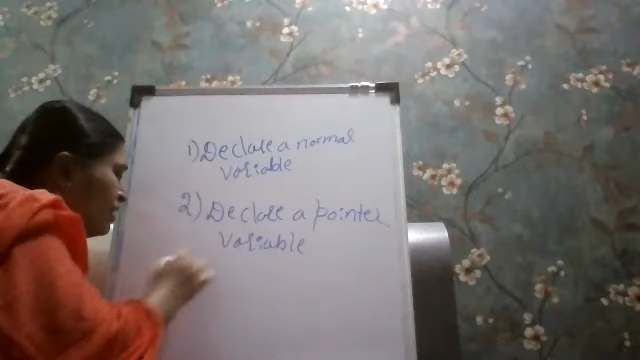 1) Declare a normal
variable
2) Declare a pointer
variable